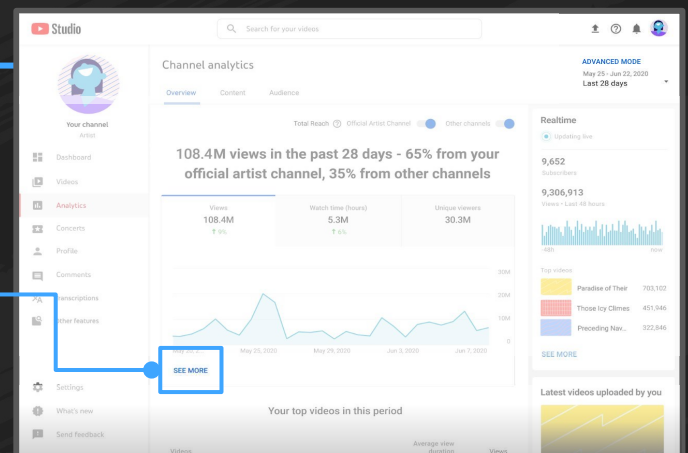 Studio
Search for your videos
Your channel
Artist
Dashboard
Videos
Analytics
Concerts
Profile
Comments
Transcriptions
Other features
Settings
What's new
Send feedback
Channel analytics
ADVANCED MODE
May 25 - Jun 22, 2020
Last 28 days
Overview Content Audience
Total Reach Official Artist Channel Other channels
108.4M views in the past 28 days - 65% from your
official artist channel, 35% from other channels
Views
108.4M
↑ 9%
Watch time (hours)
5.3M
↑ 6%
Unique viewers
30.3M
30M
20M
10M
0
May 25, 2020 May 29, 2020 Jun 3, 2020 Jun 7, 2020
SEE MORE
Your top videos in this period
Videos
Average view
duration
Views
Realtime
Updating live
9,652
Subscribers
9,306,913
Views - Last 48 hours
-48h now
Top videos
Paradise of Their 703,102
Those Icy Climes 451,946
Preceding Nav... 322,846
SEE MORE
Latest videos uploaded by you